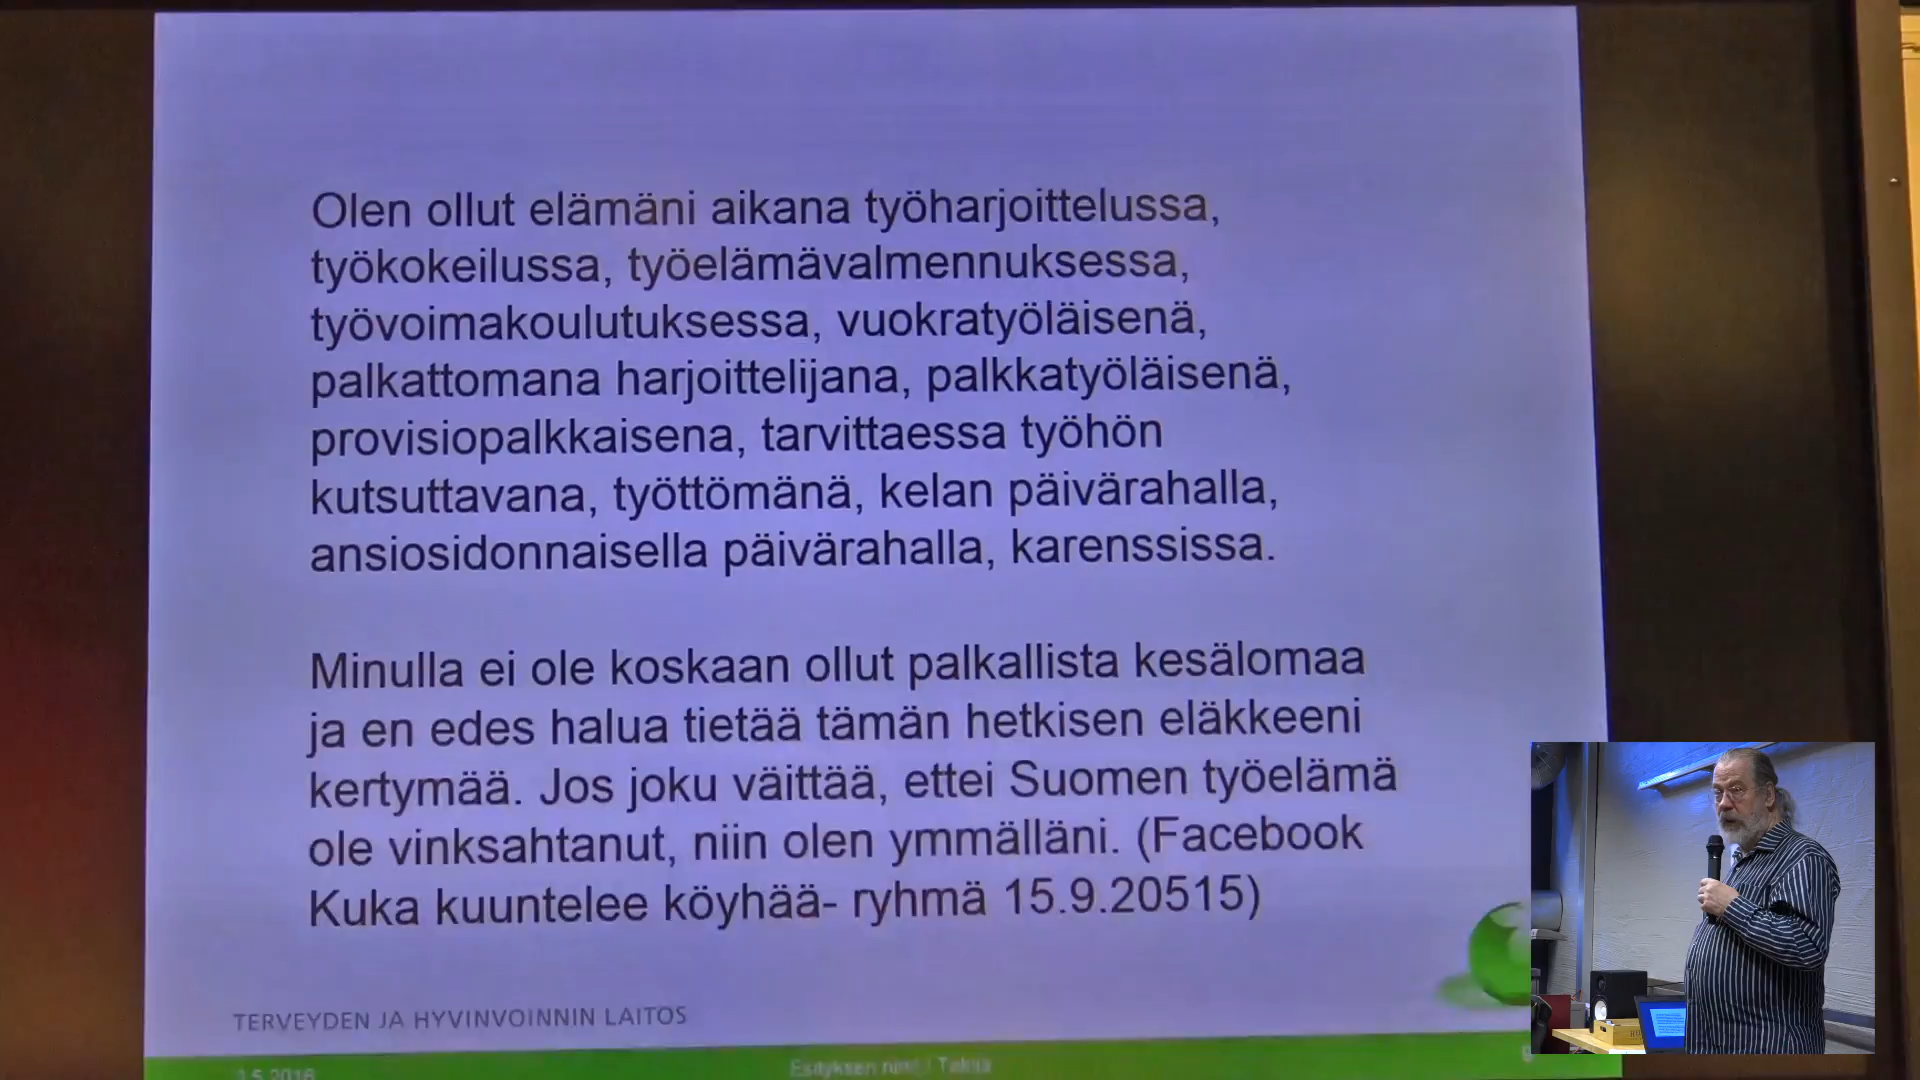 Olen ollut elämäni aikana työharjoittelussa,
työkokeilussa, työelämävalmennuksessa,
työvoimakoulutuksessa, vuokratyöläisenä,
palkattomana harjoittelijana, palkkatyöläisenä,
provisiopalkkaisena, tarvittaessa työhön
kutsuttavana, työttömänä, kelan päivärahalla,
ansiosidonnaisella päivärahalla, karenssissa.
Minulla ei ole koskaan ollut palkallista kesälomaa
ja en edes halua tietää tämän hetkisen eläkkeeni
kertymää. Jos joku väittää, ettei Suomen työelämä
ole vinksahtanut, niin olen ymmälläni. (Facebook
Kuka kuuntelee köyhää- ryhmä 15.9.20515)
TERVEYDEN JA HYVINVOINNIN LAITOS
Esityksen nimi / Tekijä